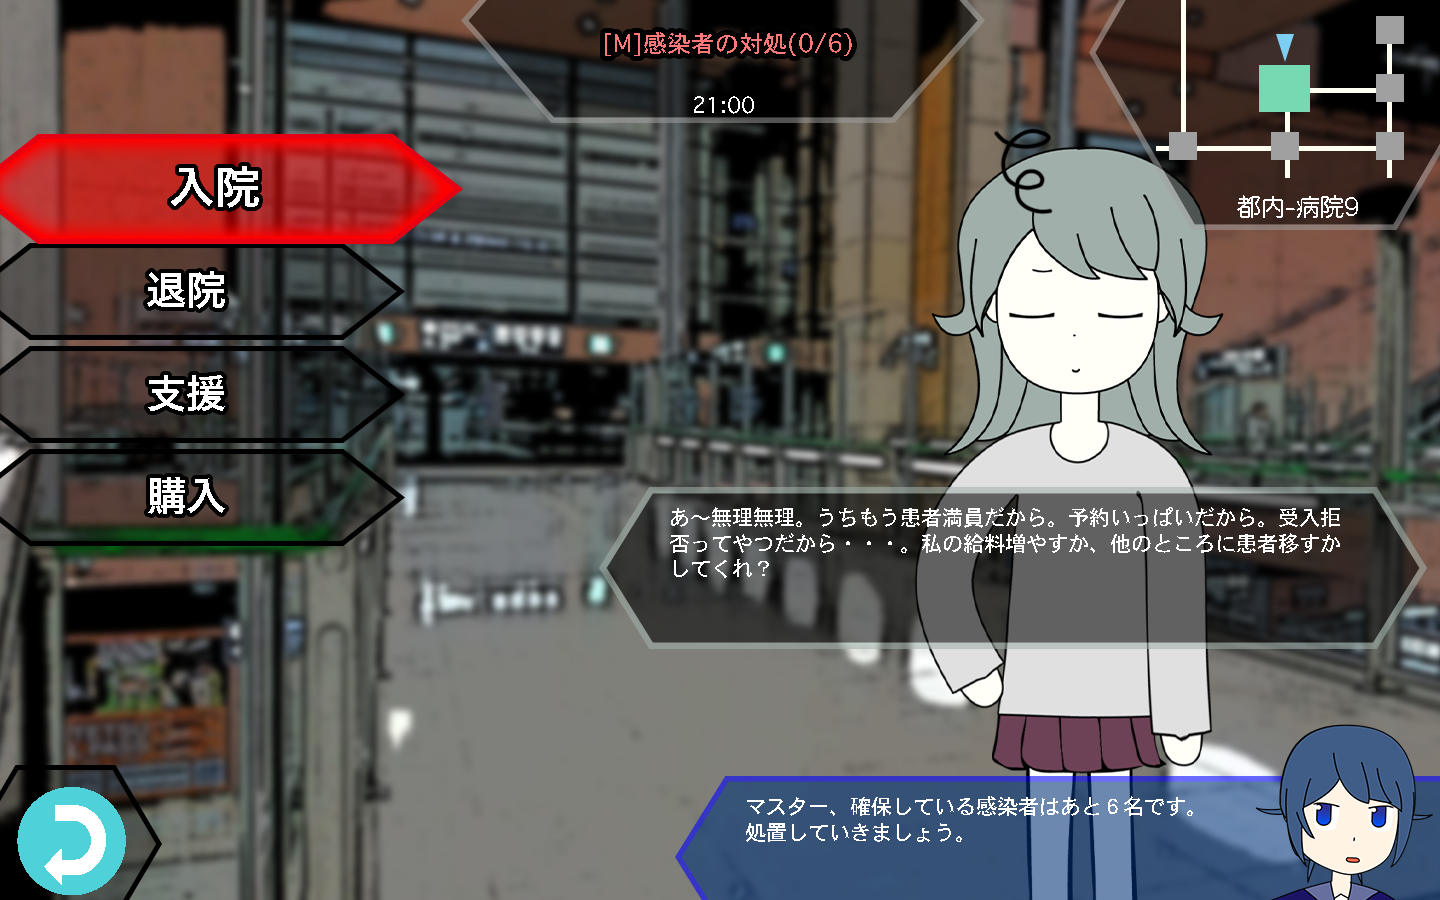 [M]感染者の対処(0/6)
21:00
都内-病院9
入院
退院
支援
購入
あ～無理無理。うちもう患者満員だから。予約いっぱいだから。受入拒
否ってやつだから・・・。私の給料増やすか、他のところに患者移すか
してくれ？
マスター、確保している感染者はあと６名です。
処置していきましょう。